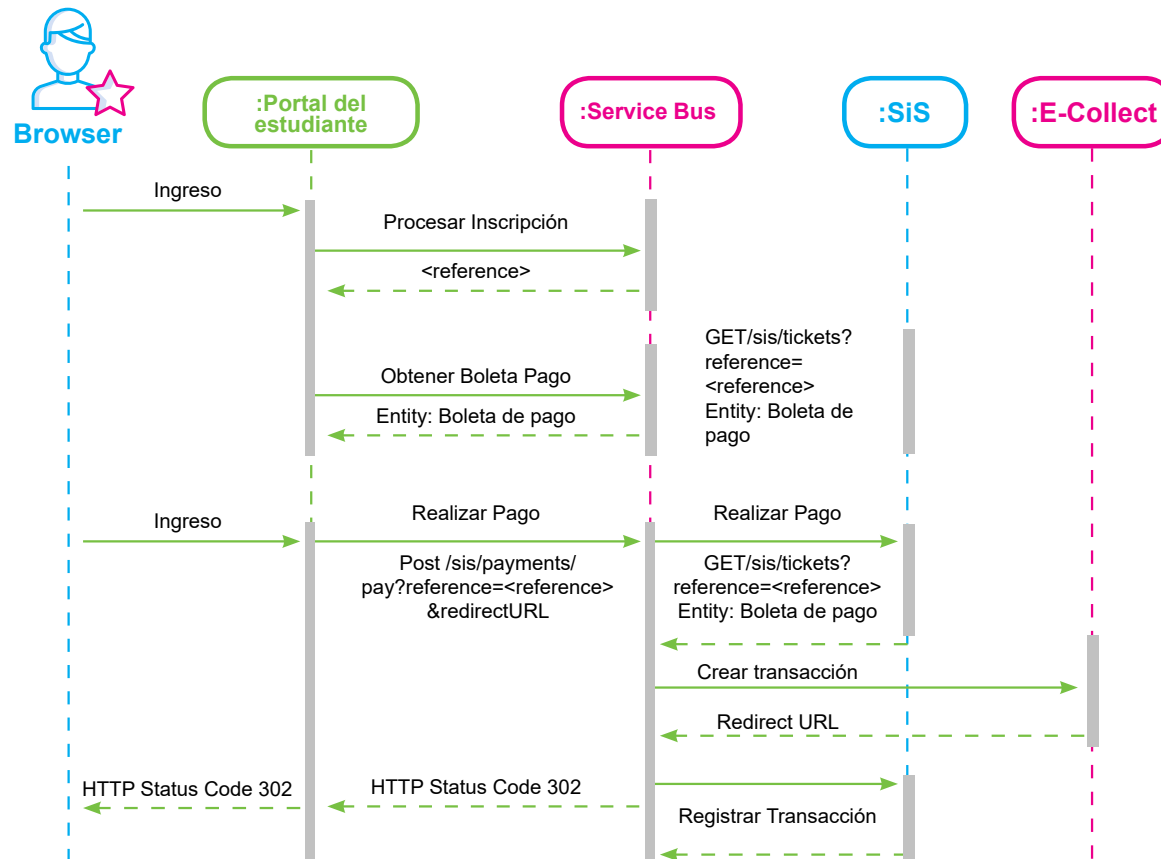 Browser
:Portal del
estudiante
:Service Bus
:SiS
:E-Collect
Ingreso
Procesar Inscripción
<reference>
GET/sis/tickets?
reference=
<reference>
Entity: Boleta de
pago
Obtener Boleta Pago
Entity: Boleta de pago
Ingreso
Realizar Pago
Realizar Pago
Post /sis/payments/
pay?reference=<reference>
&redirectURL
GET/sis/tickets?
reference=<reference>
Entity: Boleta de pago
Crear transacción
Redirect URL
HTTP Status Code 302
HTTP Status Code 302
Registrar Transacción